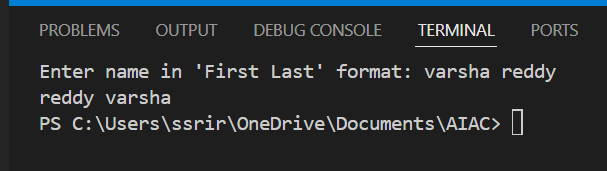 PROBLEMS OUTPUT DEBUG CONSOLE TERMINAL PORTS
Enter name in 'First Last' format: varsha reddy
reddy varsha
PS C:\Users\ssrir\OneDrive\Documents\AIAC>